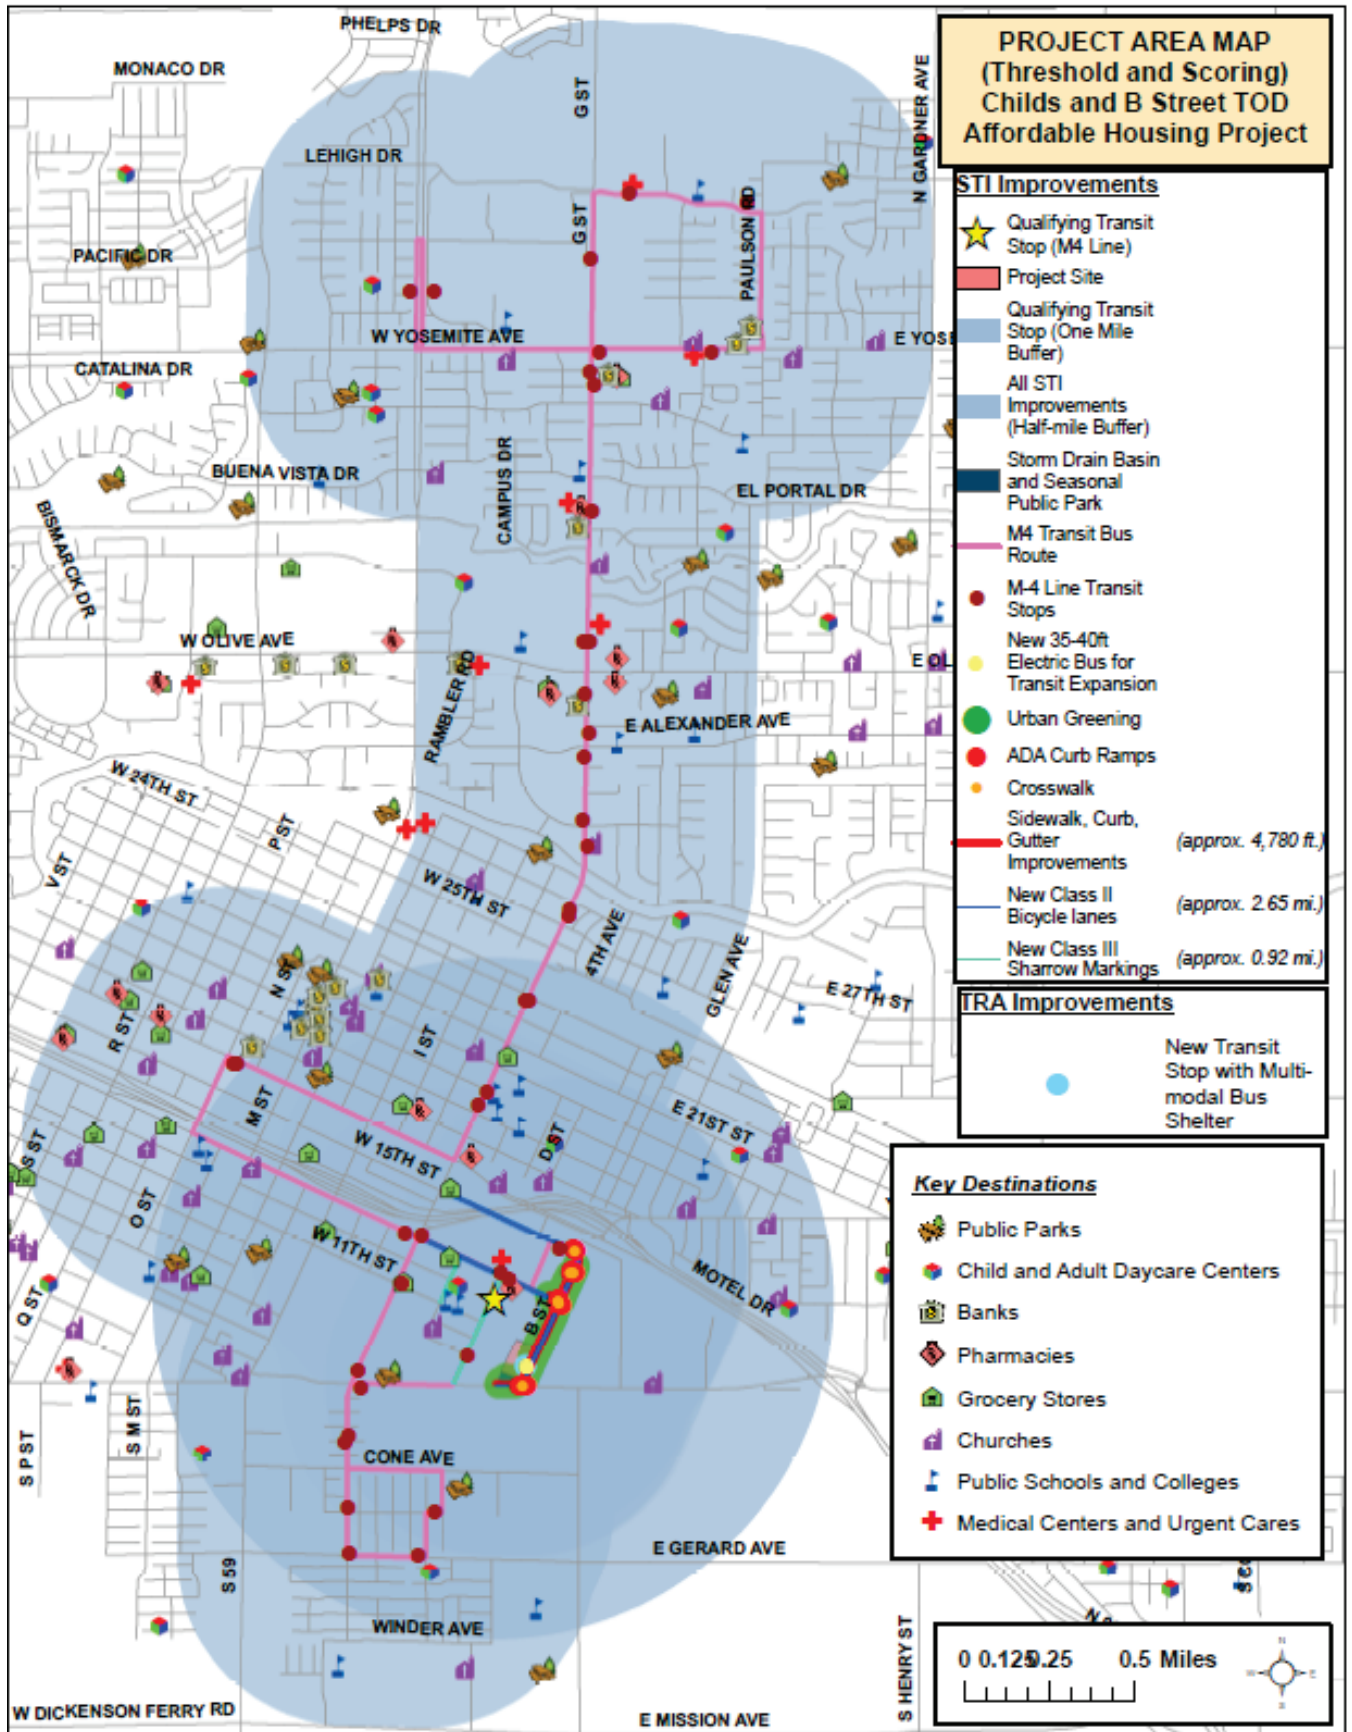 PROJECT AREA MAP
(Threshold and Scoring)
Childs and B Street TOD
Affordable Housing Project
STI Improvements
Qualifying Transit
Stop (M4 Line)
Project Site
Qualifying Transit
Stop (One Mile
Buffer)
All STI
Improvements
(Half-mile Buffer)
Storm Drain Basin
and Seasonal
Public Park
M4 Transit Bus
Route
M-4 Line Transit
Stops
New 35-40ft
Electric Bus for
Transit Expansion
Urban Greening
ADA Curb Ramps
Crosswalk
Sidewalk, Curb,
Gutter
Improvements
(approx. 4,780 ft.)
New Class II
Bicycle lanes
(approx. 2.65 mi.)
New Class III
Sharrow Markings
(approx. 0.92 mi.)
TRA Improvements
New Transit
Stop with Multi-
modal Bus
Shelter
Key Destinations
Public Parks
Child and Adult Daycare Centers
Banks
Pharmacies
Grocery Stores
Churches
Public Schools and Colleges
Medical Centers and Urgent Cares
0 0.125 0.25 0.5 Miles
N
E
S
W
PHELPS DR
MONACO DR
G ST
N GARDNER AVE
LEHIGH DR
G ST
PAULSON RD
PACIFIC DR
W YOSEMITE AVE
E YOSE
CATALINA DR
CAMPUS DR
BUENA VISTA DR
EL PORTAL DR
BISMARCK DR
W OLIVE AVE
E OL
RAMBLER RD
E ALEXANDER AVE
W 24TH ST
P ST
V ST
W 25TH ST
4TH AVE
GLEN AVE
N ST
E 27TH ST
R ST
I ST
M ST
E 21ST ST
W 15TH ST
D ST
S ST
O ST
W 11TH ST
MOTEL DR
Q ST
B ST
S M ST
S P ST
CONE AVE
E GERARD AVE
S 59
WINDER AVE
S HENRY ST
W DICKENSON FERRY RD
E MISSION AVE